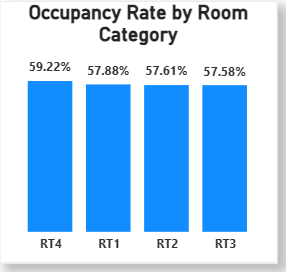 Occupancy Rate by Room
Category
59.22% 57.88% 57.61% 57.58%
RT4 RT1 RT2 RT3